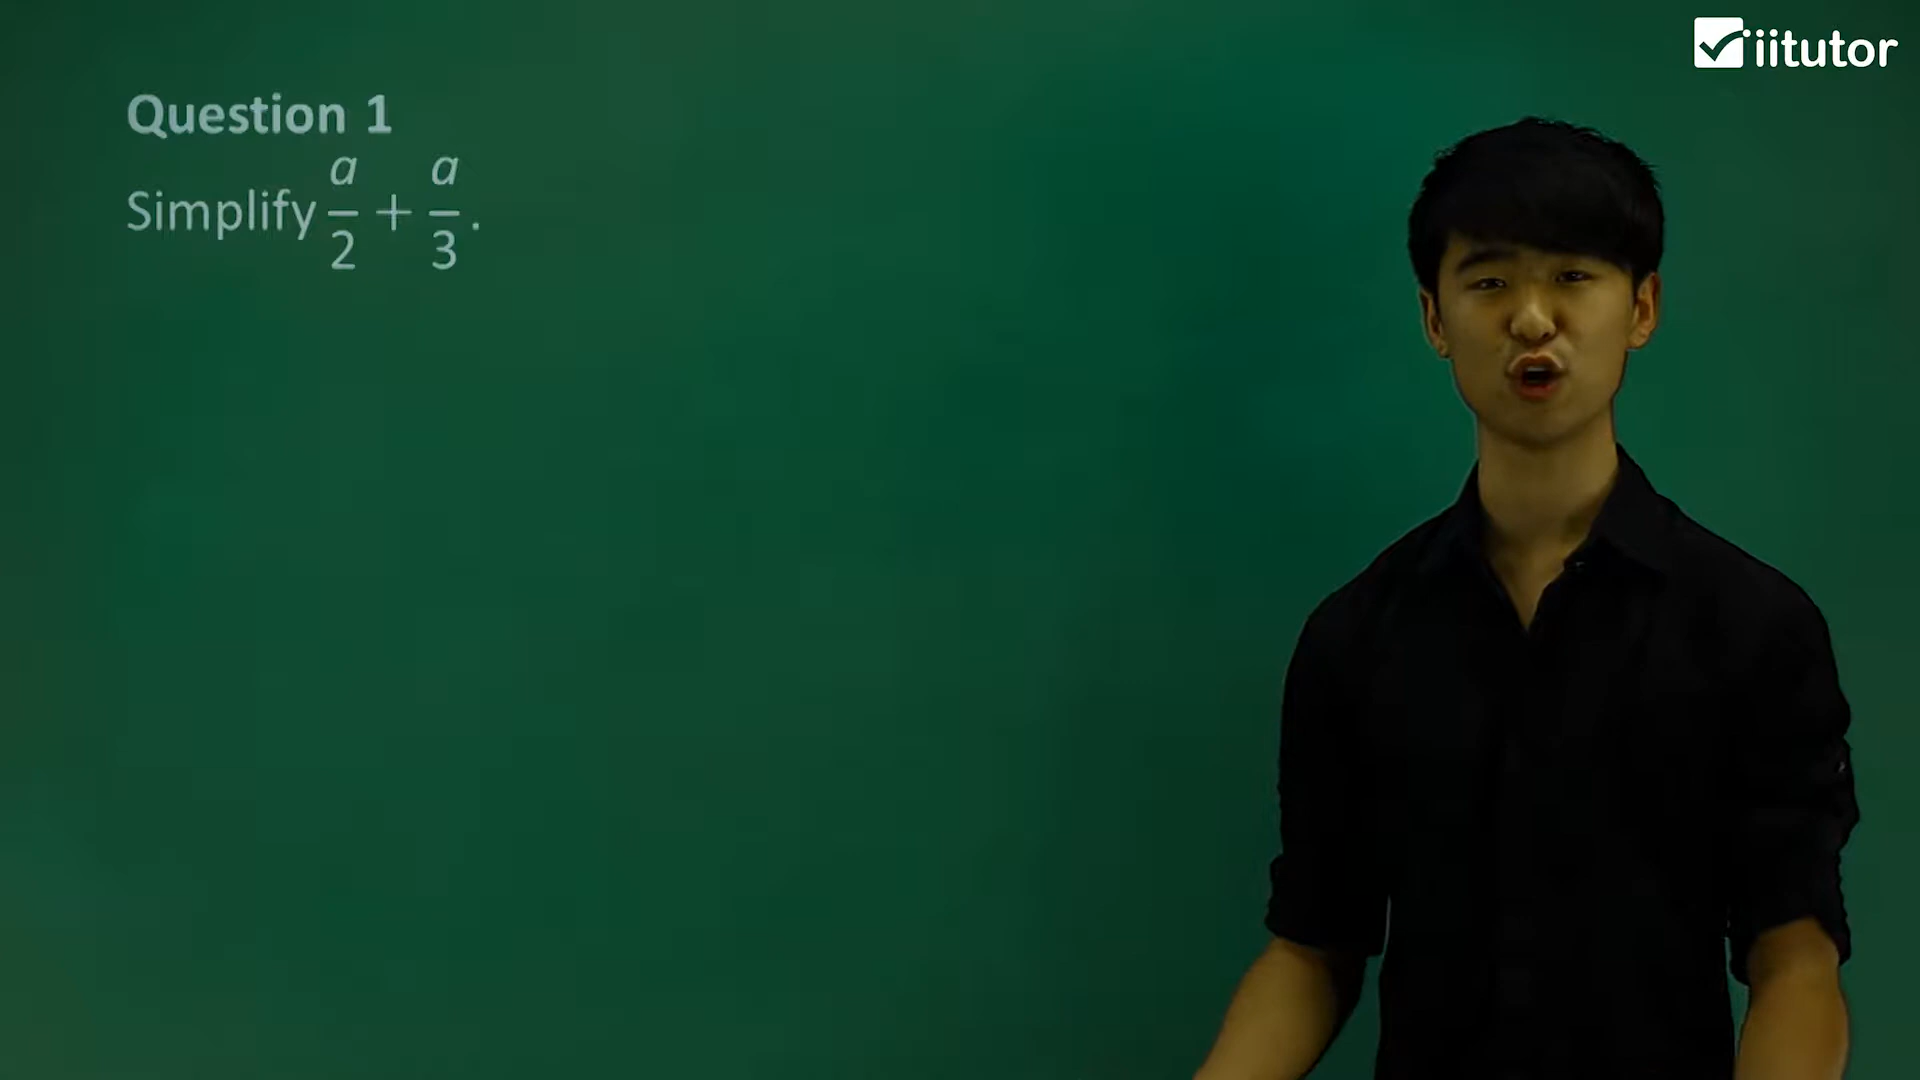 iitutor
Question 1
Simplify a/2 + a/3.